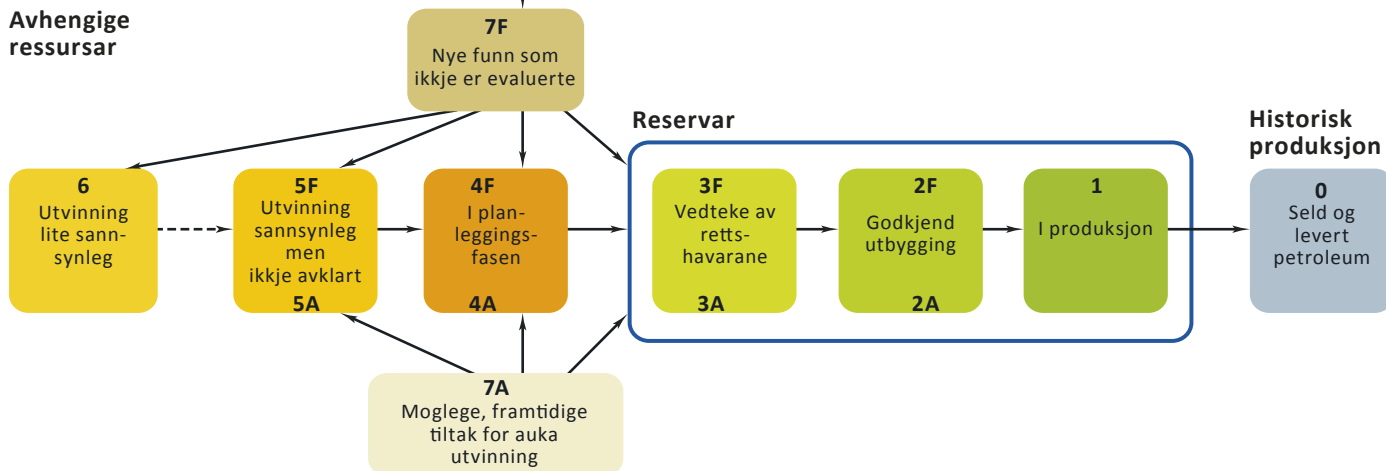 Avhengige
ressursar
7F
Nye funn som
ikkje er evaluerte
Reservar
Historisk
produksjon
6
Utvinning
lite sann-
synleg
5F
Utvinning
sannsynleg
men
ikkje avklart
5A
4F
I plan-
leggings-
fasen
4A
3F
Vedteke av
retts-
havarane
3A
2F
Godkjend
utbygging
2A
1
I produksjon
0
Seld og
levert
petroleum
7A
Moglege, framtidige
tiltak for auka
utvinning